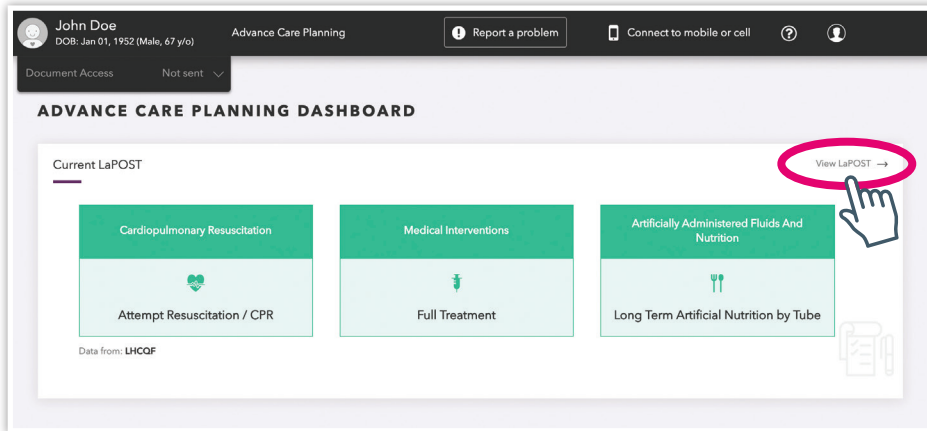 John Doe
DOB: Jan 01, 1952 (Male, 67 y/o)
Advance Care Planning
! Report a problem
Connect to mobile or cell
?
Document Access Not sent
ADVANCE CARE PLANNING DASHBOARD
Current LaPOST
View LaPOST →
Cardiopulmonary Resuscitation
Attempt Resuscitation / CPR
Medical Interventions
Full Treatment
Artificially Administered Fluids And
Nutrition
Long Term Artificial Nutrition by Tube
Data from: LHCQF